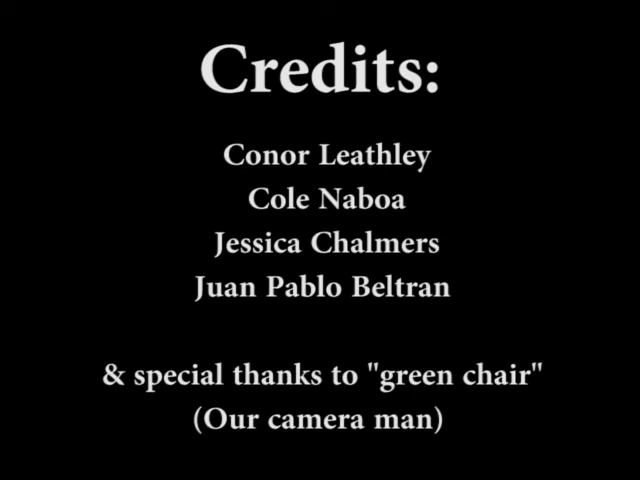 Credits:
Conor Leathley
Cole Naboa
Jessica Chalmers
Juan Pablo Beltran
& special thanks to "green chair"
(Our camera man)